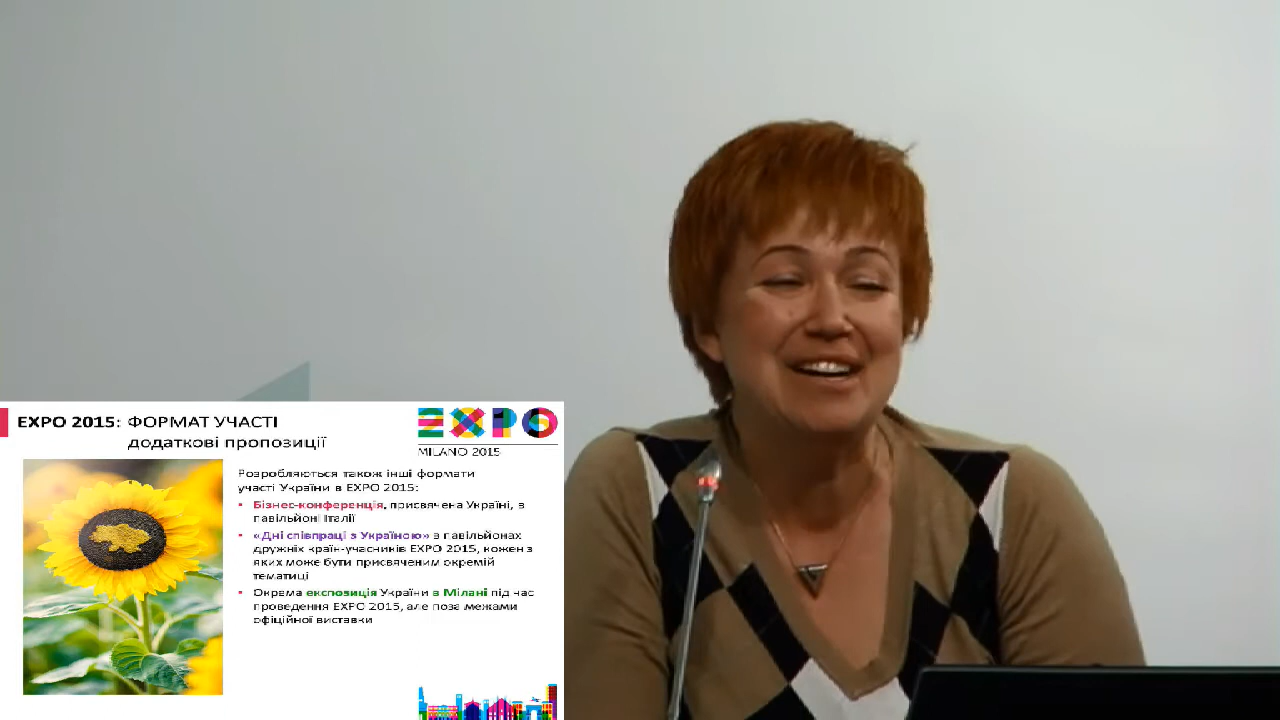 EXPO 2015: ФОРМАТ УЧАСТІ
додаткові пропозиції
EXPO
MILANO 2015
Розробляються також інші формати
участі України в EXPO 2015:
Бізнес-конференція, присвячена Україні, в
павільйоні Італії
«Дні співпраці з Україною» в павільйонах
дружніх країн-учасників EXPO 2015, кожен з
яких може бути присвяченим окремій
тематиці
Окрема експозиція України в Мілані під час
проведення EXPO 2015, але поза межами
офіційної виставки